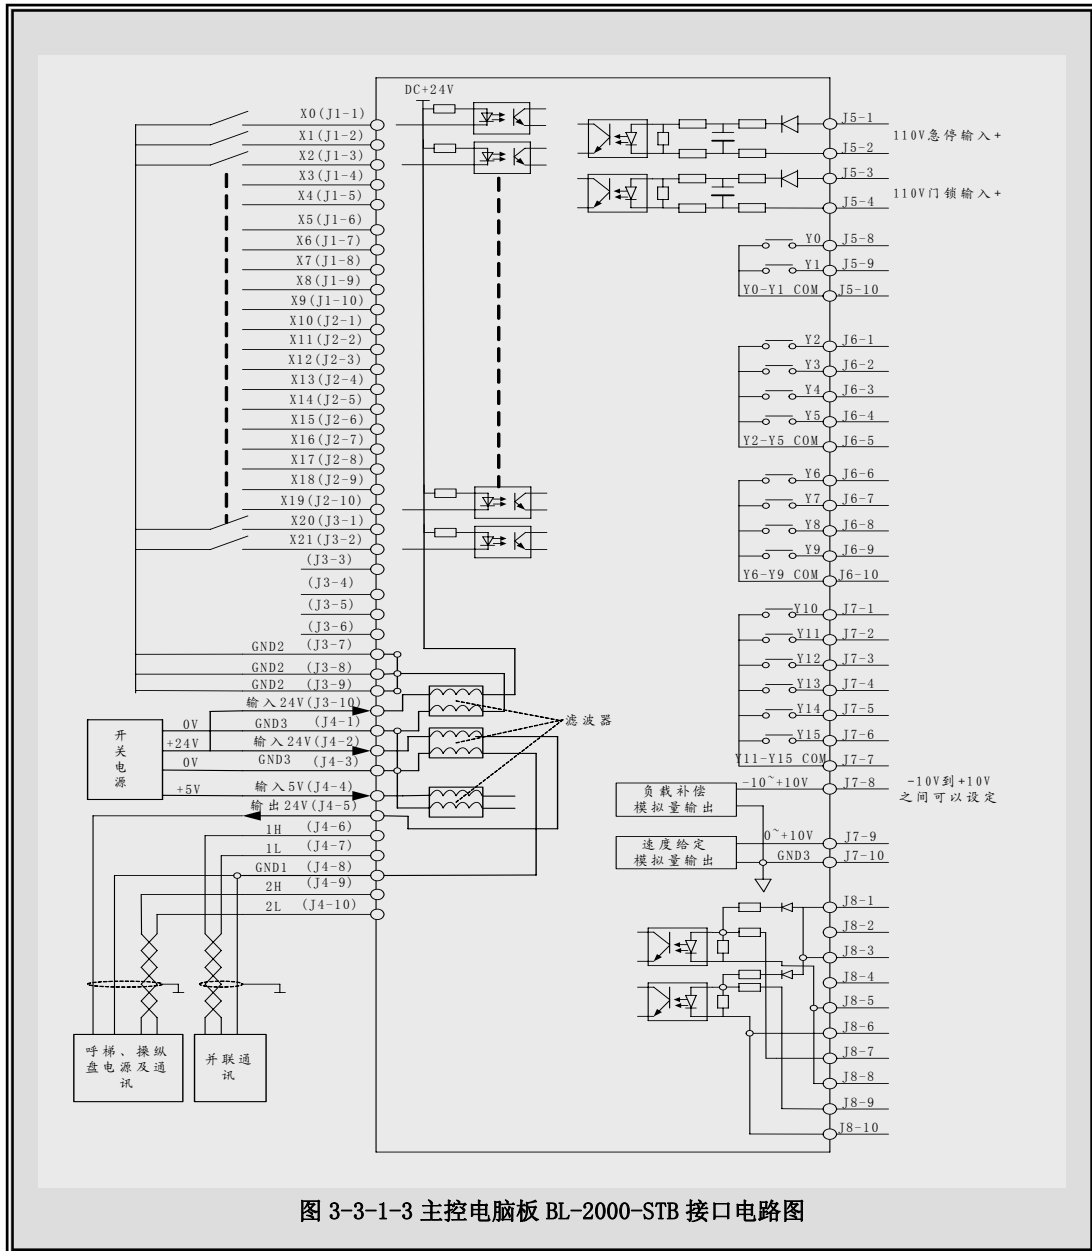 DC+24V
X0(J1-1)
X1(J1-2)
X2(J1-3)
X3(J1-4)
X4(J1-5)
X5(J1-6)
X6(J1-7)
X7(J1-8)
X8(J1-9)
X9(J1-10)
X10(J2-1)
X11(J2-2)
X12(J2-3)
X13(J2-4)
X14(J2-5)
X15(J2-6)
X16(J2-7)
X17(J2-8)
X18(J2-9)
X19(J2-10)
X20(J3-1)
X21(J3-2)
(J3-3)
(J3-4)
(J3-5)
(J3-6)
GND2 (J3-7)
GND2 (J3-8)
GND2 (J3-9)
输入24V(J3-10)
0V GND3 (J4-1)
+24V 输入24V(J4-2)
0V GND3 (J4-3)
+5V 输入5V(J4-4)
输出24V(J4-5)
1H (J4-6)
1L (J4-7)
GND1 (J4-8)
2H (J4-9)
2L (J4-10)
开关电源
滤波器
呼梯、操纵
盘电源及通
讯
并联通
讯
J5-1
110V急停输入+
J5-2
J5-3
110V门锁输入+
J5-4
Y0 J5-8
Y1 J5-9
Y0-Y1 COM J5-10
Y2 J6-1
Y3 J6-2
Y4 J6-3
Y5 J6-4
Y2-Y5 COM J6-5
Y6 J6-6
Y7 J6-7
Y8 J6-8
Y9 J6-9
Y6-Y9 COM J6-10
Y10 J7-1
Y11 J7-2
Y12 J7-3
Y13 J7-4
Y14 J7-5
Y15 J7-6
Y11-Y15 COM J7-7
负载补偿
模拟量输出
-10~+10V J7-8
-10V到+10V
之间可以设定
速度给定
模拟量输出
0~+10V J7-9
GND3 J7-10
J8-1
J8-2
J8-3
J8-4
J8-5
J8-6
J8-7
J8-8
J8-9
J8-10
图 3-3-1-3 主控电脑板 BL-2000-STB 接口电路图